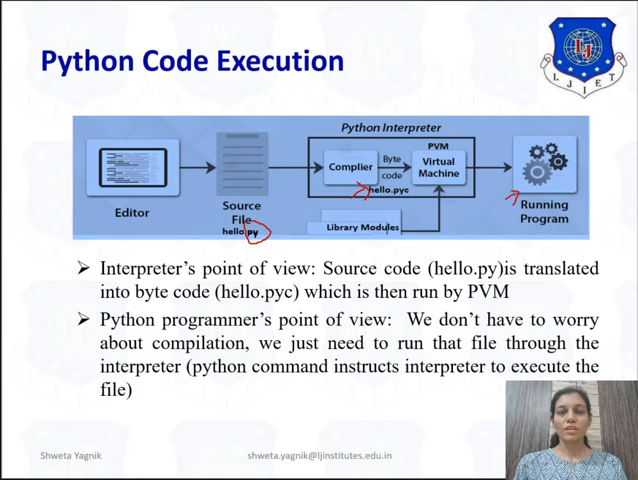 Python Code Execution
LJ
L J I E T
Python Interpreter
PVM
Complier
Byte
code
Virtual
Machine
hello.pyc
Editor
Source
File
hello.py
Library Modules
Running
Program
➢ Interpreter's point of view: Source code (hello.py)is translated
into byte code (hello.pyc) which is then run by PVM
➢ Python programmer's point of view: We don't have to worry
about compilation, we just need to run that file through the
interpreter (python command instructs interpreter to execute the
file)
Shweta Yagnik
shweta.yagnik@ljinstitutes.edu.in